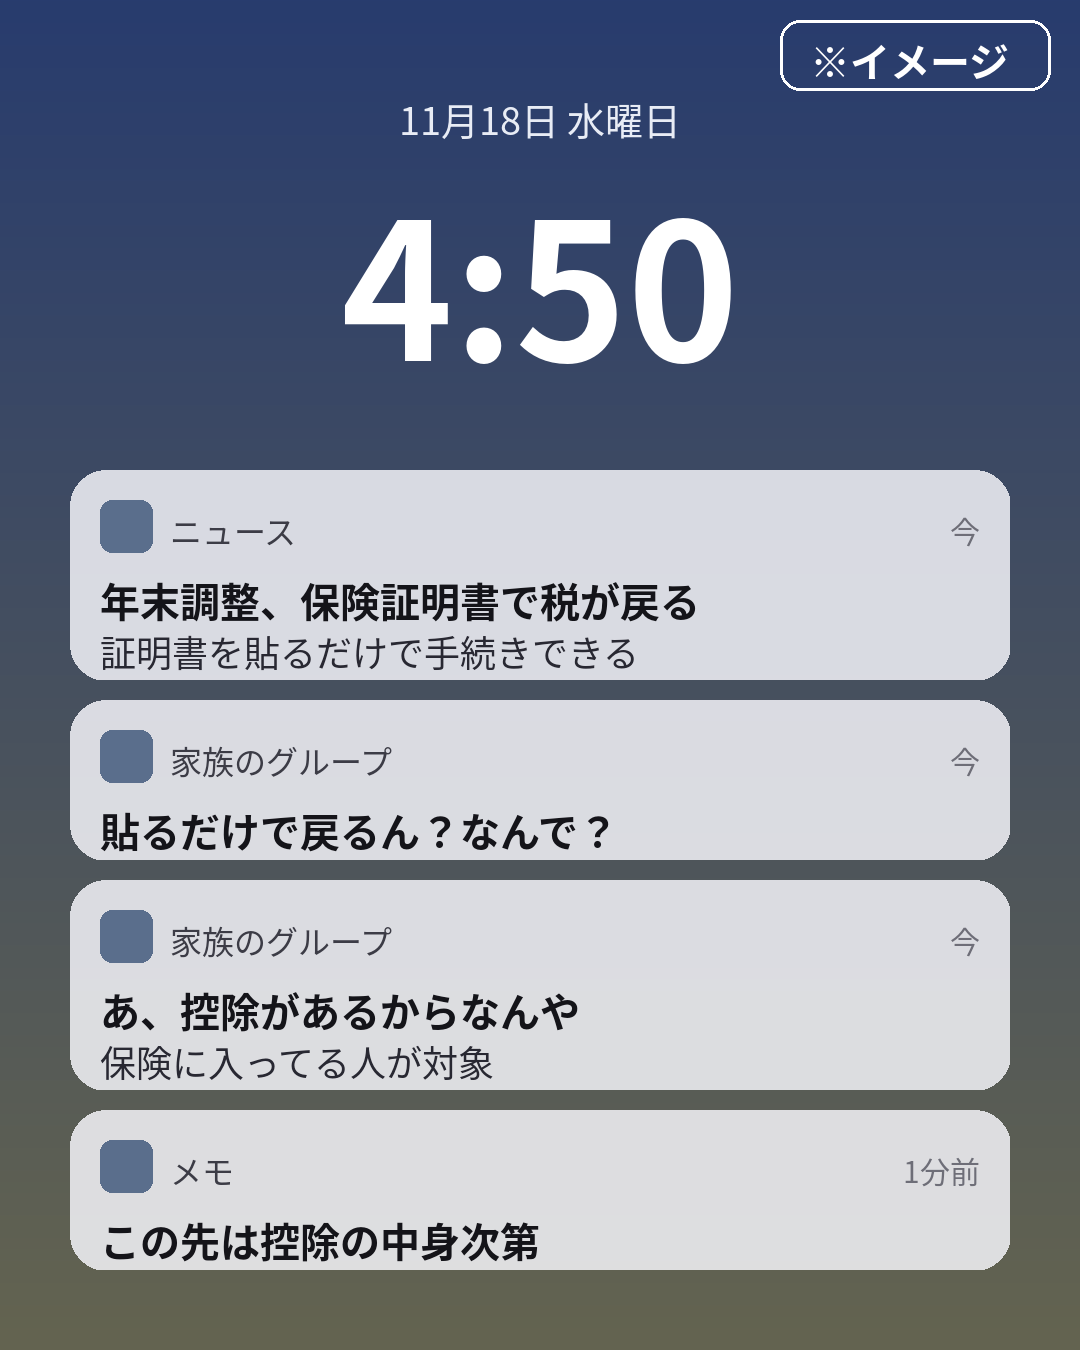 ※イメージ
11月18日 水曜日
4:50
ニュース 今
年末調整、保険証明書で税が戻る
証明書を貼るだけで手続きできる
家族のグループ 今
貼るだけで戻るん？なんで？
家族のグループ 今
あ、控除があるからなんや
保険に入ってる人が対象
メモ 1分前
この先は控除の中身次第